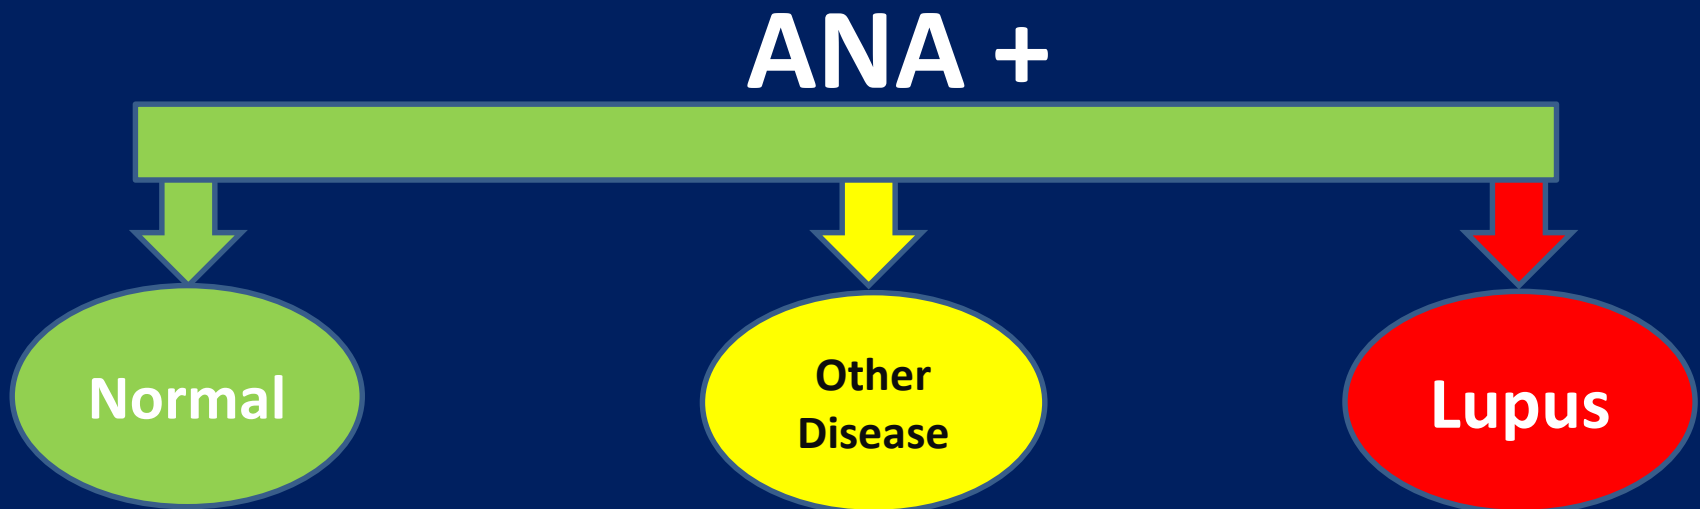 ANA +
Normal
Other
Disease
Lupus